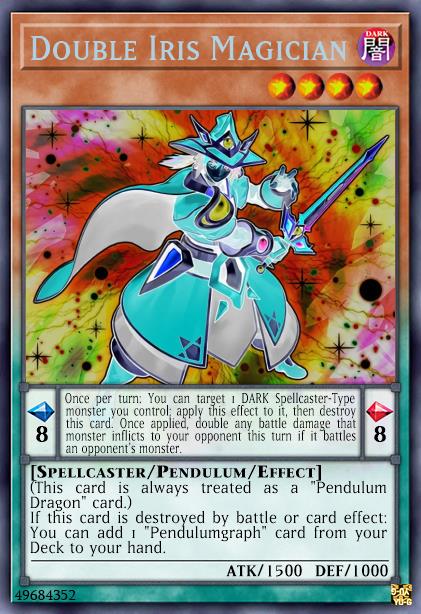 Double Iris Magician
DARK
闇
Once per turn: You can target 1 DARK Spellcaster-Type
monster you control; apply this effect to it, then destroy
this card. Once applied, double any battle damage that
monster inflicts to your opponent this turn if it battles
an opponent's monster.
8
8
[Spellcaster/Pendulum/Effect]
(This card is always treated as a "Pendulum
Dragon" card.)
If this card is destroyed by battle or card effect:
You can add 1 "Pendulumgraph" card from your
Deck to your hand.
ATK/1500 DEF/1000
49684352